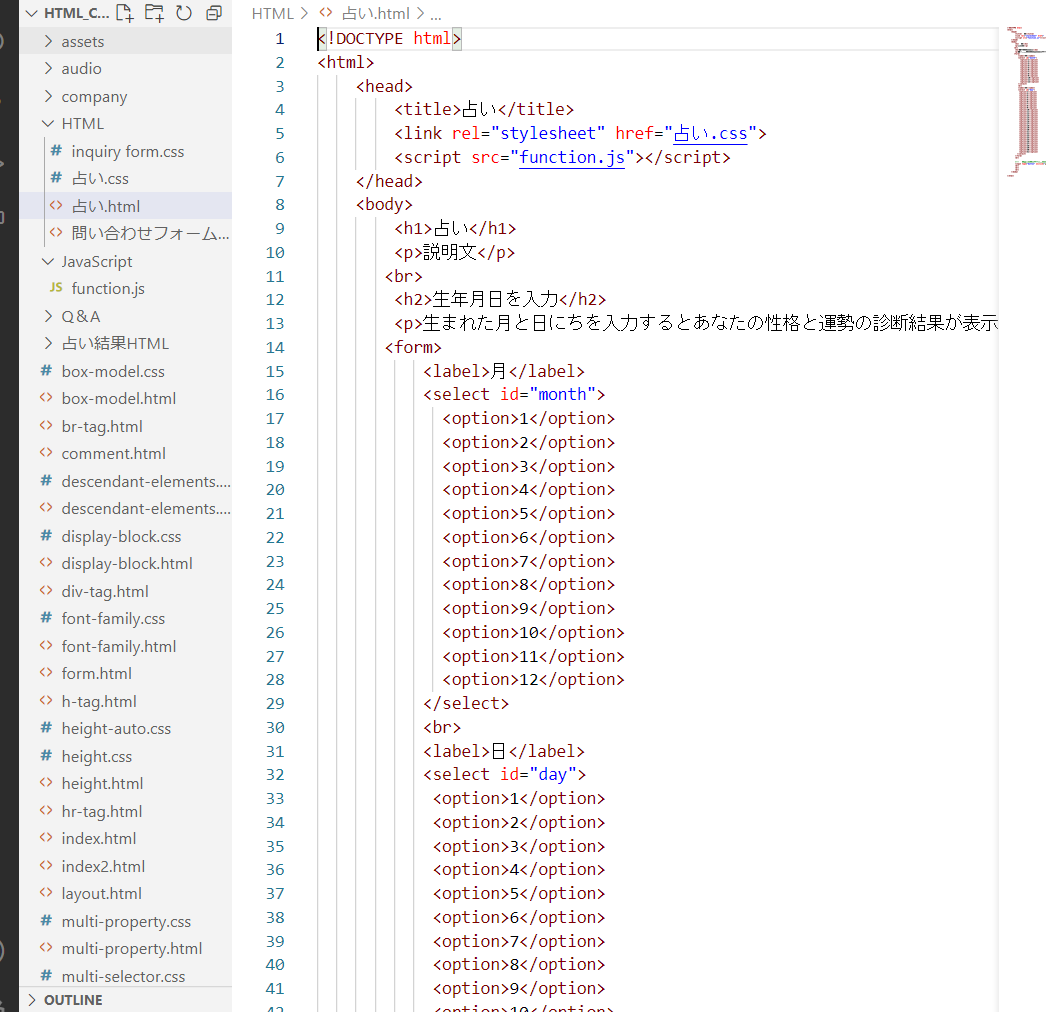 HTML_C...
assets
audio
company
HTML
inquiry form.css
占い.css
占い.html
問い合わせフォーム...
JavaScript
JS function.js
Q＆A
占い結果HTML
box-model.css
box-model.html
br-tag.html
comment.html
descendant-elements....
descendant-elements....
display-block.css
display-block.html
div-tag.html
font-family.css
font-family.html
form.html
h-tag.html
height-auto.css
height.css
height.html
hr-tag.html
index.html
index2.html
layout.html
multi-property.css
multi-property.html
multi-selector.css
OUTLINE
HTML > <> 占い.html > ...
1 <!DOCTYPE html>
2 <html>
3 <head>
4 <title>占い</title>
5 <link rel="stylesheet" href="占い.css">
6 <script src="function.js"></script>
7 </head>
8 <body>
9 <h1>占い</h1>
10 <p>説明文</p>
11 <br>
12 <h2>生年月日を入力</h2>
13 <p>生まれた月と日にちを入力するとあなたの性格と運勢の診断結果が表示
14 <form>
15 <label>月</label>
16 <select id="month">
17 <option>1</option>
18 <option>2</option>
19 <option>3</option>
20 <option>4</option>
21 <option>5</option>
22 <option>6</option>
23 <option>7</option>
24 <option>8</option>
25 <option>9</option>
26 <option>10</option>
27 <option>11</option>
28 <option>12</option>
29 </select>
30 <br>
31 <label>日</label>
32 <select id="day">
33 <option>1</option>
34 <option>2</option>
35 <option>3</option>
36 <option>4</option>
37 <option>5</option>
38 <option>6</option>
39 <option>7</option>
40 <option>8</option>
41 <option>9</option>
42 <option>10</option>